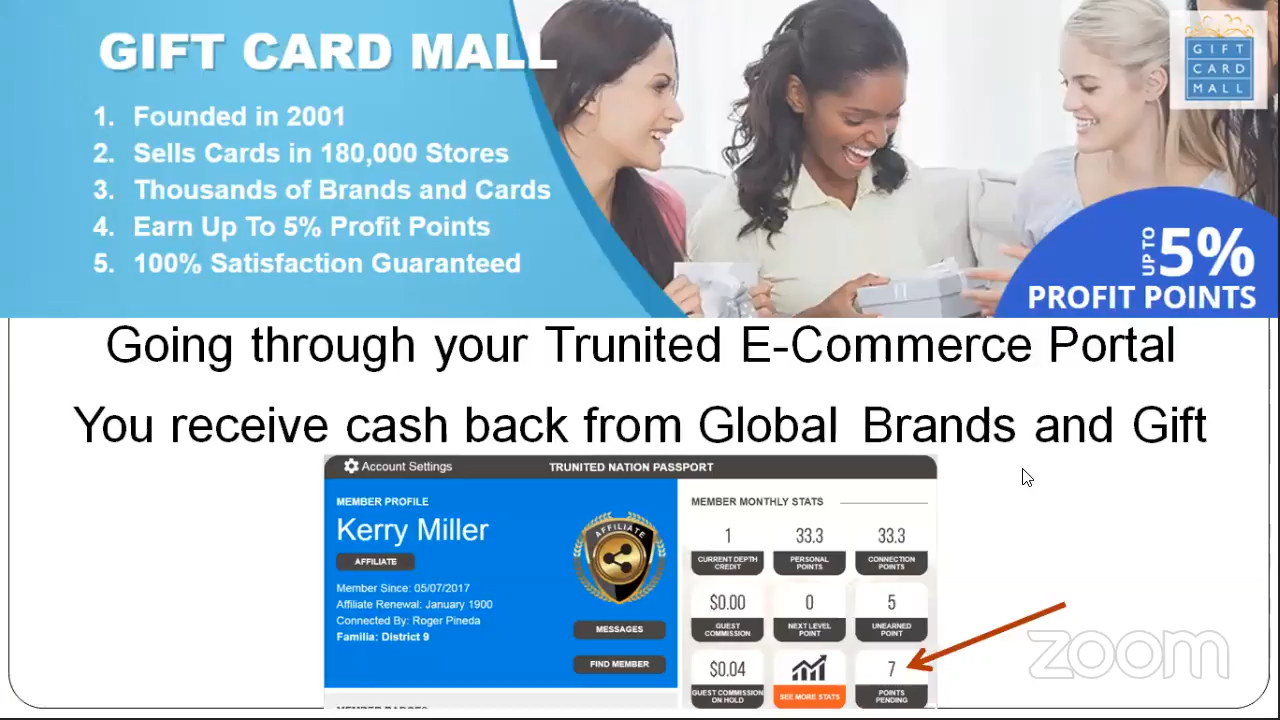 GIFT CARD MALL
1. Founded in 2001
2. Sells Cards in 180,000 Stores
3. Thousands of Brands and Cards
4. Earn Up To 5% Profit Points
5. 100% Satisfaction Guaranteed
GIFT
CARD
MALL
UP TO 5%
PROFIT POINTS
Going through your Trunited E-Commerce Portal
You receive cash back from Global Brands and Gift
Account Settings
TRUNITED NATION PASSPORT
MEMBER PROFILE
Kerry Miller
AFFILIATE
Member Since: 05/07/2017
Affiliate Renewal: January 1900
Connected By: Roger Pineda
Familia: District 9
AFFILIATE
MESSAGES
FIND MEMBER
MEMBER MONTHLY STATS
1
CURRENT DEPTH
CREDIT
33.3
PERSONAL
POINTS
33.3
CONNECTION
POINTS
$0.00
GUEST
COMMISSION
0
NEXT LEVEL
POINT
5
UNEARNED
POINT
$0.04
GUEST COMMISSION
ON HOLD
SEE MORE STATS
7
POINTS
PENDING
zoom